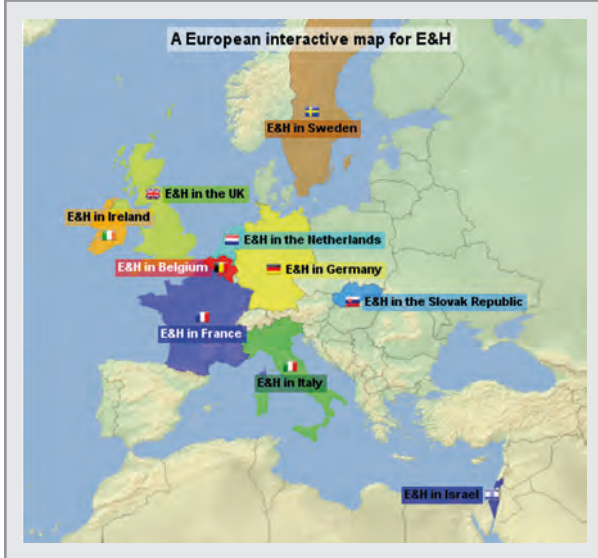 A European interactive map for E&H
E&H in Sweden
E&H in the UK
E&H in Ireland
E&H in the Netherlands
E&H in Belgium
E&H in Germany
E&H in the Slovak Republic
E&H in France
E&H in Italy
E&H in Israel